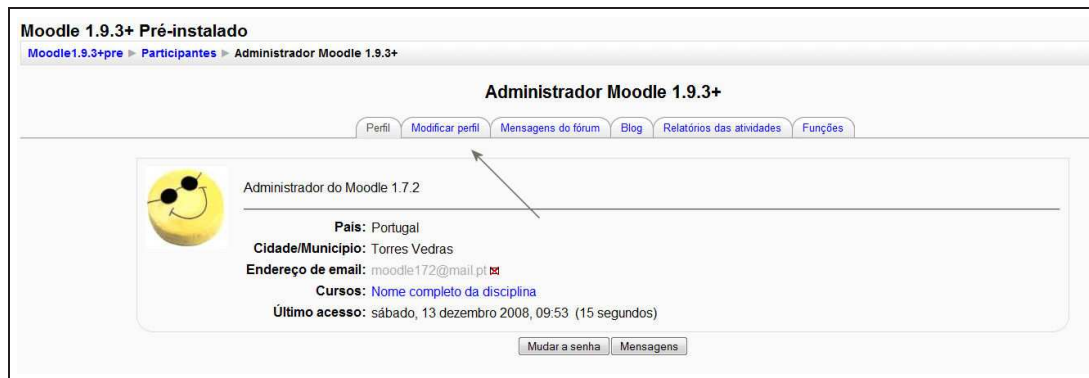 Moodle 1.9.3+ Pré-instalado
Moodle1.9.3+pre ► Participantes ► Administrador Moodle 1.9.3+
Administrador Moodle 1.9.3+
Perfil Modificar perfil Mensagens do fórum Blog Relatórios das atividades Funções
Administrador do Moodle 1.7.2
País: Portugal
Cidade/Município: Torres Vedras
Endereço de email: moodle172@mail.pt
Cursos: Nome completo da disciplina
Último acesso: sábado, 13 dezembro 2008, 09:53 (15 segundos)
Mudar a senha Mensagens